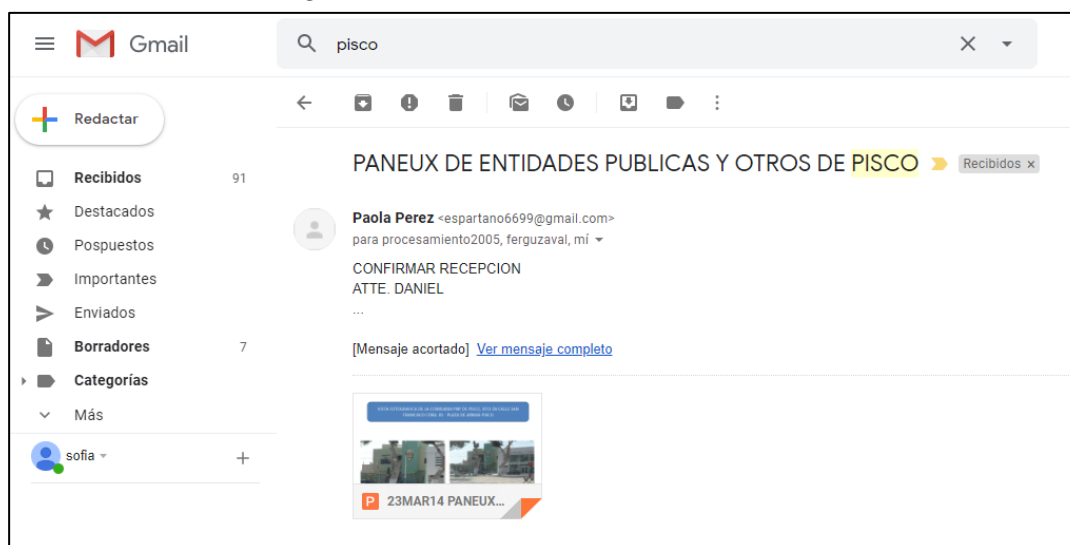 Gmail
pisco
Redactar
PANEUX DE ENTIDADES PUBLICAS Y OTROS DE PISCO
Recibidos x
Recibidos 91
Destacados
Pospuestos
Importantes
Enviados
Borradores 7
Categorías
Más
sofia
Paola Perez <espartano6699@gmail.com>
para procesamiento2005, ferguzaval, mí
CONFIRMAR RECEPCION
ATTE. DANIEL
...
[Mensaje acortado] Ver mensaje completo
P 23MAR14 PANEUX...